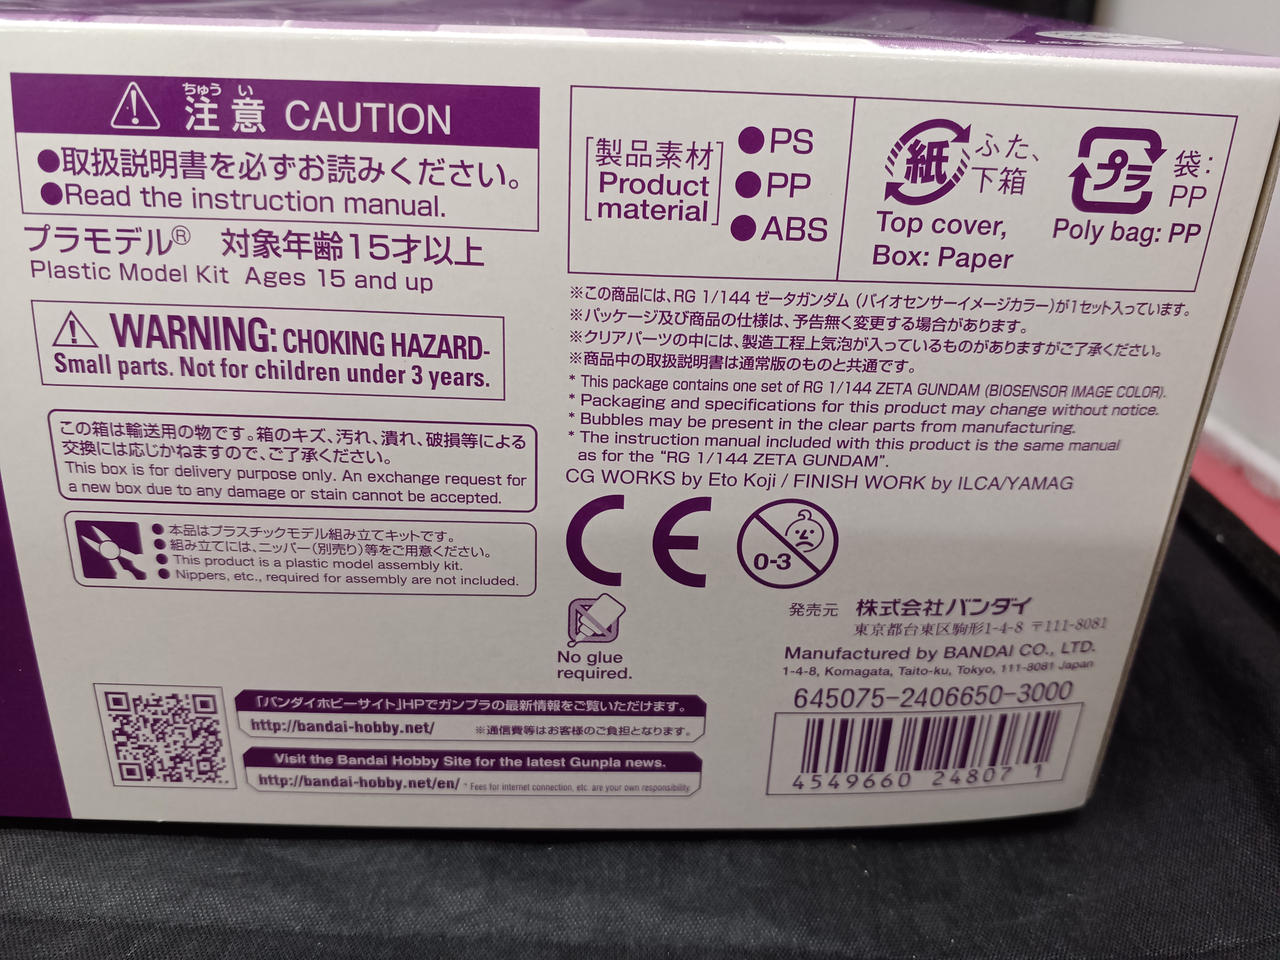 ちゅう い
注意 CAUTION
●取扱説明書を必ずお読みください。
●Read the instruction manual.
プラモデル® 対象年齢15才以上
Plastic Model Kit Ages 15 and up
WARNING: CHOKING HAZARD-
Small parts. Not for children under 3 years.
この箱は輸送用の物です。箱のキズ、汚れ、潰れ、破損等による
交換には応じかねますので、ご了承ください。
This box is for delivery purpose only. An exchange request for
a new box due to any damage or stain cannot be accepted.
●本品はプラスチックモデル組み立てキットです。
●組み立てには、ニッパー(別売り)等をご用意ください。
●This product is a plastic model assembly kit.
●Nippers, etc., required for assembly are not included.
[製品素材]
[Product material]
●PS
●PP
●ABS
紙
ふた、
下箱
Top cover,
Box: Paper
プラ
袋:
PP
Poly bag: PP
※この商品には、RG 1/144 ゼータガンダム (バイオセンサーイメージカラー)が1セット入っています。
※パッケージ及び商品の仕様は、予告無く変更する場合があります。
※クリアパーツの中には、製造工程上気泡が入っているものがありますがご了承ください。
※商品中の取扱説明書は通常版のものと共通です。
* This package contains one set of RG 1/144 ZETA GUNDAM (BIOSENSOR IMAGE COLOR).
* Packaging and specifications for this product may change without notice.
* Bubbles may be present in the clear parts from manufacturing.
* The instruction manual included with this product is the same manual
as for the "RG 1/144 ZETA GUNDAM".
CG WORKS by Eto Koji / FINISH WORK by ILCA/YAMAG
CE
0-3
No glue
required.
発売元 株式会社バンダイ
東京都台東区駒形1-4-8 〒111-8081
Manufactured by BANDAI CO., LTD.
1-4-8, Komagata, Taito-ku, Tokyo, 111-8081 Japan
645075-2406650-3000
4549660 248071
「バンダイホビーサイト」HPでガンプラの最新情報をご覧いただけます。
http://bandai-hobby.net/ ※通信費等はお客様のご負担となります。
Visit the Bandai Hobby Site for the latest Gunpla news.
http://bandai-hobby.net/en/ * Fees for internet connection, etc. are your own responsibility.